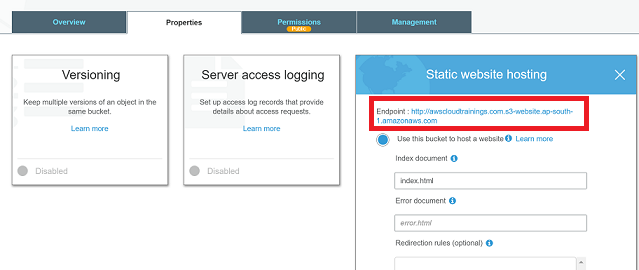 Overview
Properties
Permissions
Public
Management
Versioning
Keep multiple versions of an object in the
same bucket.
Learn more
Disabled
Server access logging
Set up access log records that provide
details about access requests.
Learn more
Disabled
Static website hosting
Endpoint : http://awscloudtrainings.com.s3-website.ap-south-
1.amazonaws.com
Use this bucket to host a website Learn more
Index document
index.html
Error document
error.html
Redirection rules (optional)